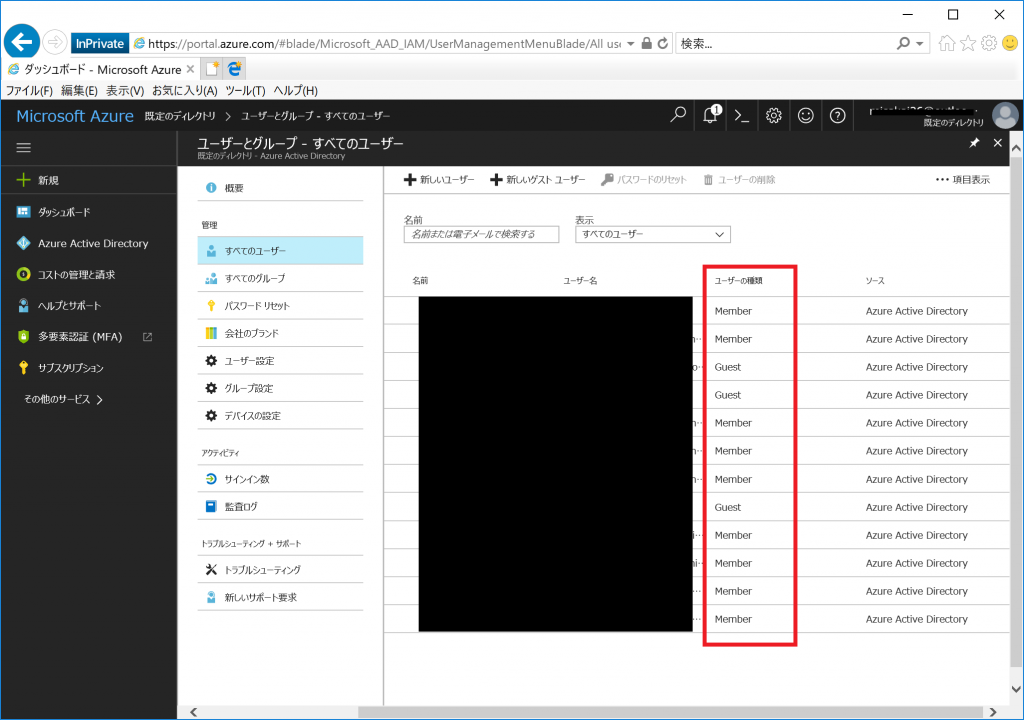 InPrivate
https://portal.azure.com/#blade/Microsoft_AAD_IAM/UserManagementMenuBlade/All use
検索...
ダッシュボード - Microsoft Azure
ファイル(F) 編集(E) 表示(V) お気に入り(A) ツール(T) ヘルプ(H)
Microsoft Azure 既定のディレクトリ > ユーザーとグループ - すべてのユーザー
1
既定のディレクトリ
ユーザーとグループ - すべてのユーザー
既定のディレクトリ - Azure Active Directory
新規
ダッシュボード
Azure Active Directory
コストの管理と請求
ヘルプとサポート
多要素認証 (MFA)
サブスクリプション
その他のサービス >
概要
管理
すべてのユーザー
すべてのグループ
パスワード リセット
会社のブランド
ユーザー設定
グループ設定
デバイスの設定
アクティビティ
サインイン数
監査ログ
トラブルシューティング + サポート
トラブルシューティング
新しいサポート要求
新しいユーザー 新しいゲスト ユーザー パスワードのリセット ユーザーの削除 ... 項目表示
名前 表示
名前または電子メールで検索する すべてのユーザー
名前 ユーザー名 ユーザーの種類 ソース
Member Azure Active Directory
Member Azure Active Directory
Guest Azure Active Directory
Guest Azure Active Directory
Member Azure Active Directory
Member Azure Active Directory
Member Azure Active Directory
Guest Azure Active Directory
Member Azure Active Directory
Member Azure Active Directory
Member Azure Active Directory
Member Azure Active Directory